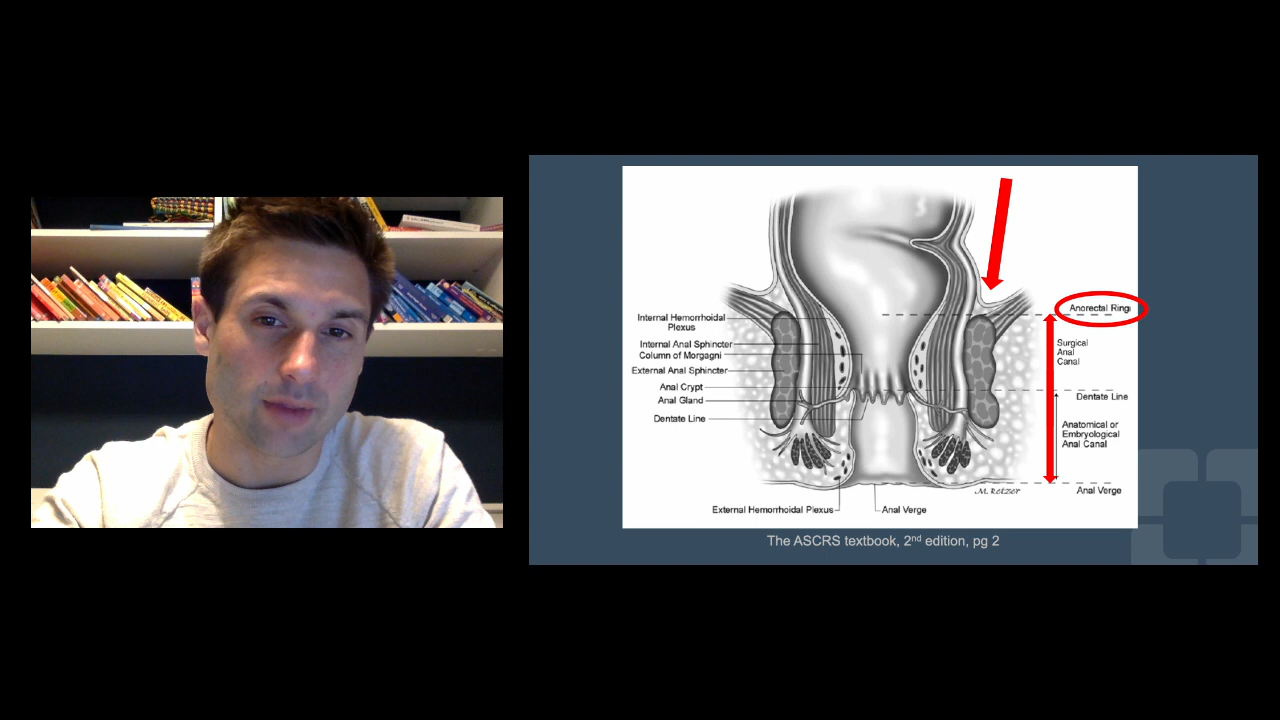 Internal Hemorrhoidal
Plexus
Internal Anal Sphincter
Column of Morgagni
External Anal Sphincter
Anal Crypt
Anal Gland
Dentate Line
External Hemorrhoidal Plexus
Anal Verge
Anorectal Ring
Surgical
Anal
Canal
Dentate Line
Anatomical or
Embryological
Anal Canal
Anal Verge
M. Retzer
The ASCRS textbook, 2nd edition, pg 2